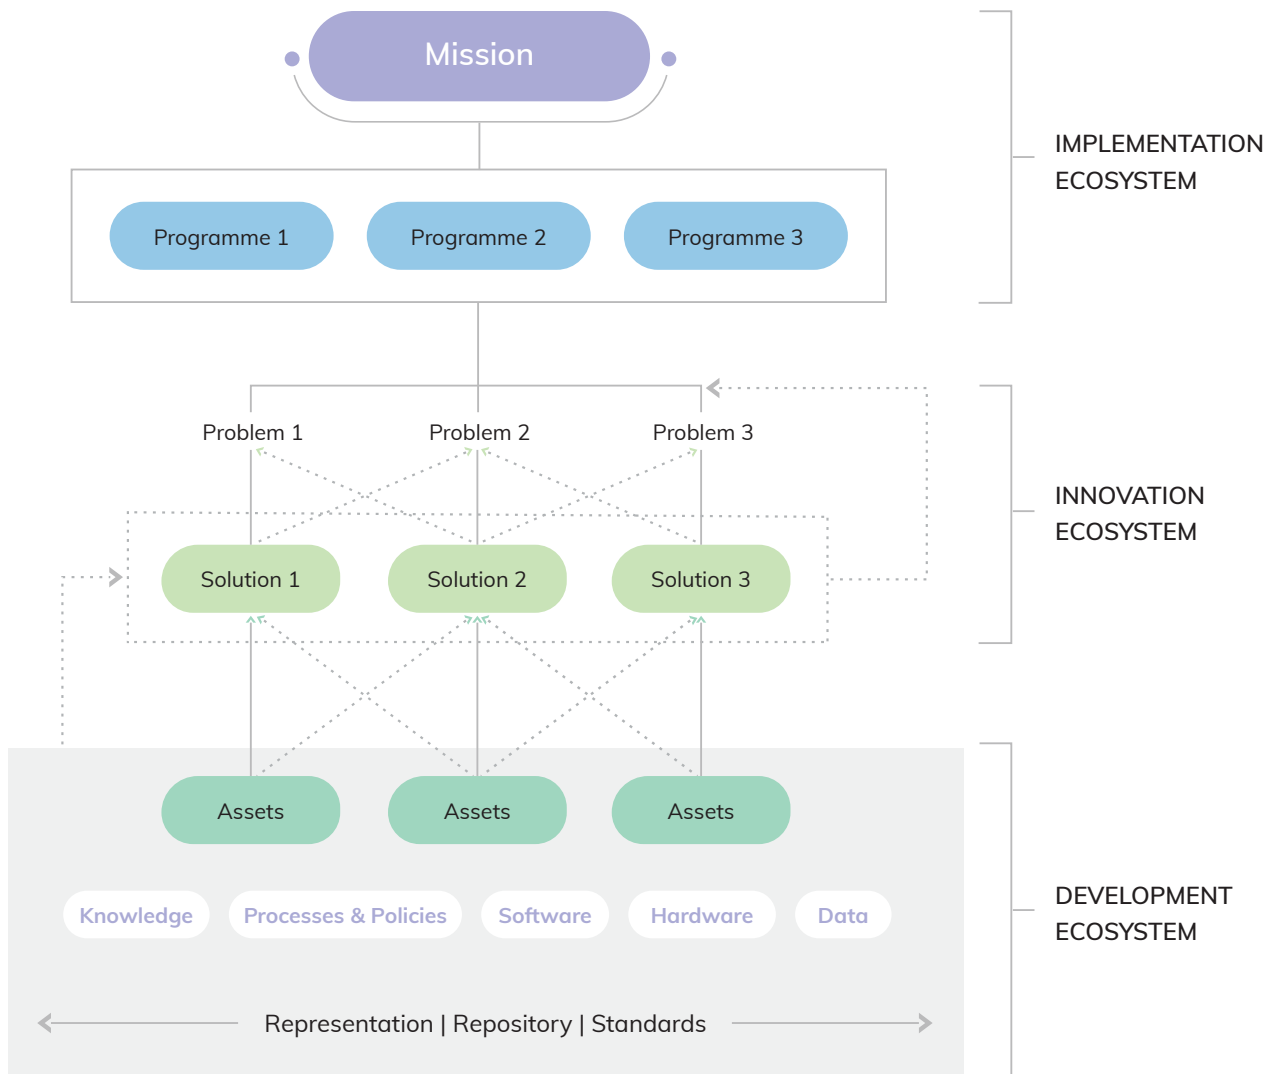 Mission
IMPLEMENTATION
ECOSYSTEM
Programme 1
Programme 2
Programme 3
Problem 1
Problem 2
Problem 3
INNOVATION
ECOSYSTEM
Solution 1
Solution 2
Solution 3
Assets
Assets
Assets
DEVELOPMENT
ECOSYSTEM
Knowledge
Processes & Policies
Software
Hardware
Data
Representation | Repository | Standards